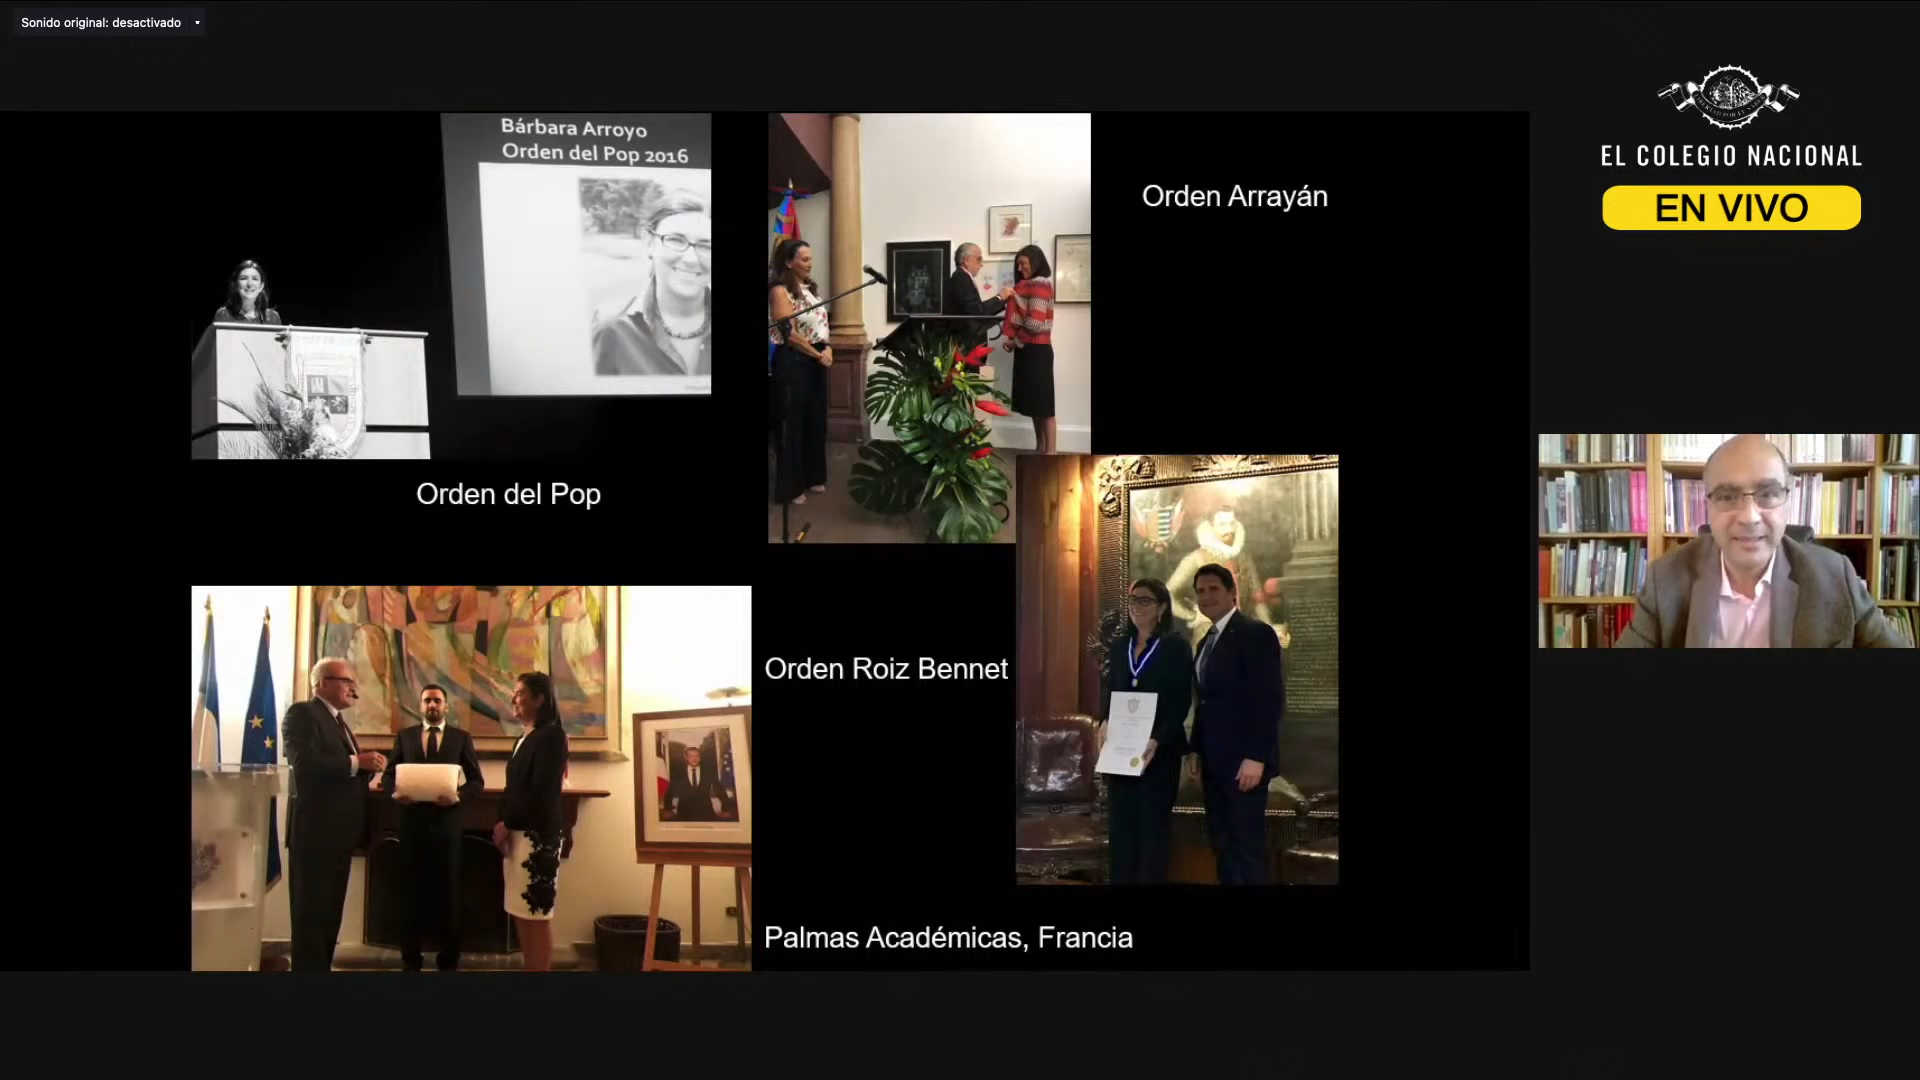 Sonido original: desactivado
EL COLEGIO NACIONAL
EN VIVO
Bárbara Arroyo
Orden del Pop 2016
Orden Arrayán
Orden del Pop
Orden Roiz Bennet
Palmas Académicas, Francia